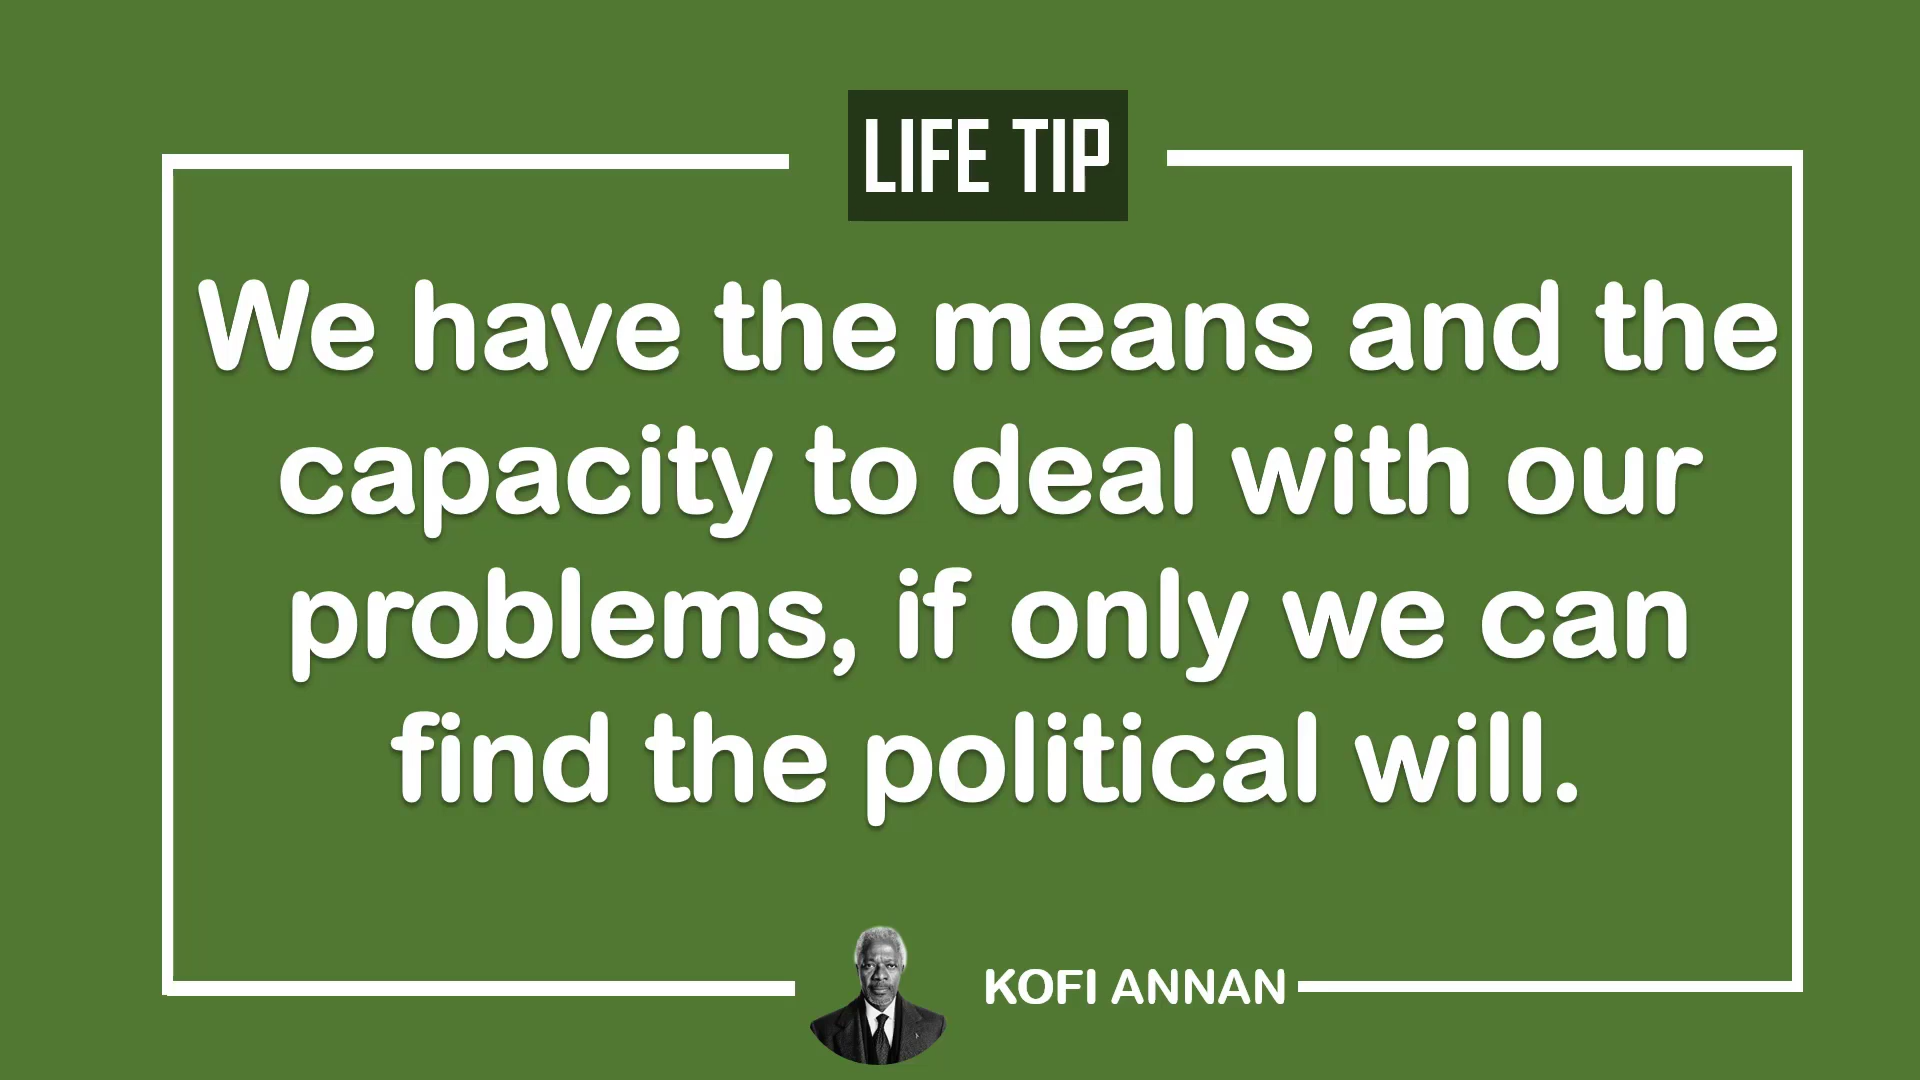 LIFE TIP
We have the means and the
capacity to deal with our
problems, if only we can
find the political will.
KOFI ANNAN